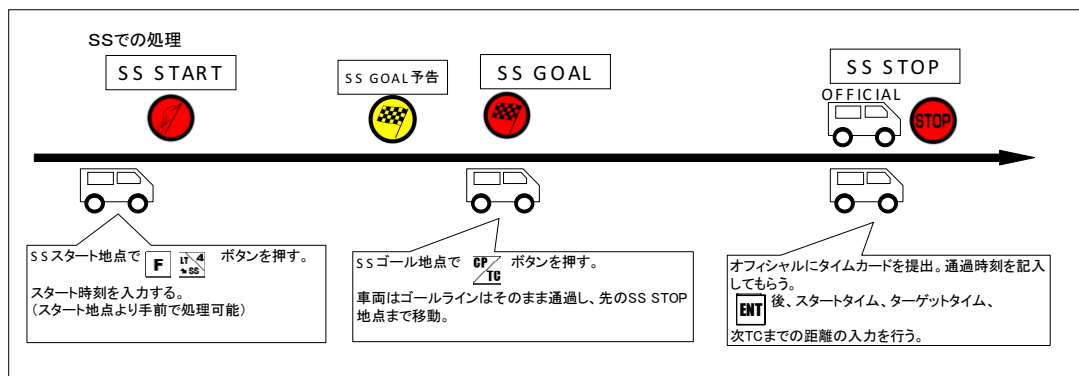 SSでの処理
SS START
SS GOAL予告
SS GOAL
SS STOP
OFFICIAL
STOP
SSスタート地点で F LT 4 SS ボタンを押す。
スタート時刻を入力する。
(スタート地点より手前で処理可能)
SSゴール地点で CP/TC ボタンを押す。
車両はゴールラインはそのまま通過し、先のSS STOP
地点まで移動。
オフィシャルにタイムカードを提出。通過時刻を記入
してもらう。
ENT 後、スタートタイム、ターゲットタイム、
次TCまでの距離の入力を行う。